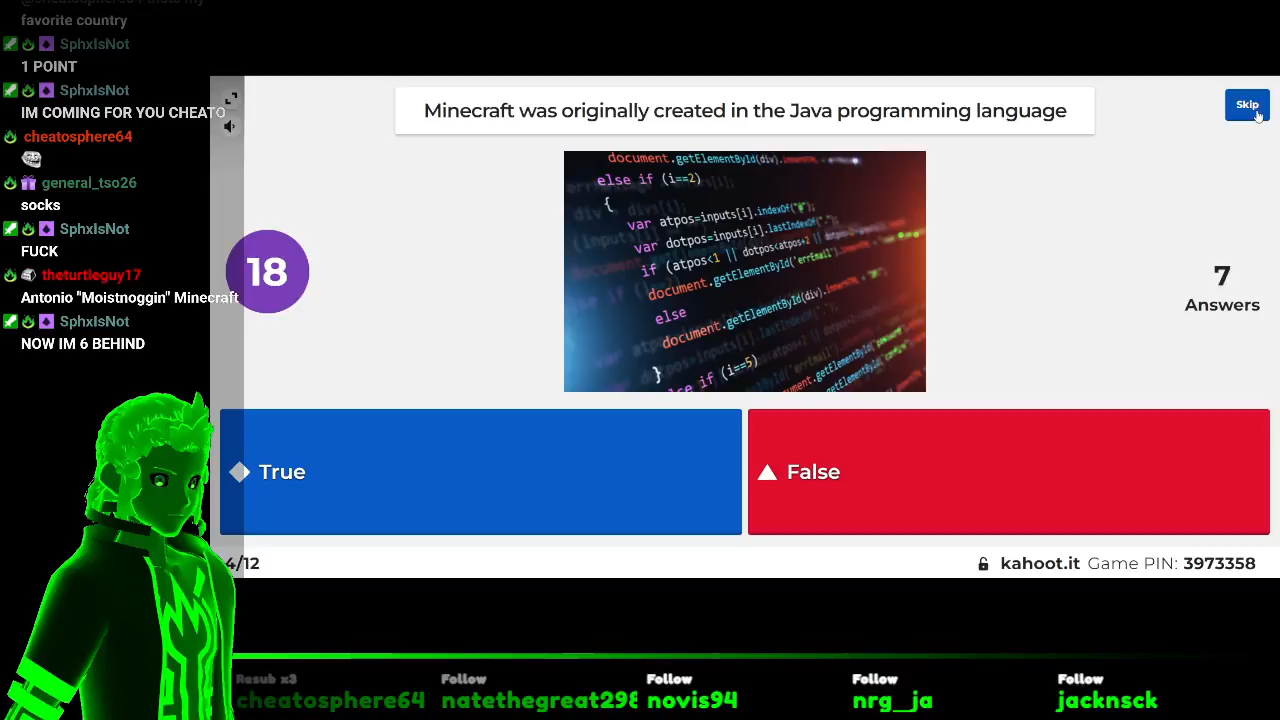 favorite country
SphxIsNot
1 POINT
SphxIsNot
IM COMING FOR YOU CHEATO
cheatosphere64
general_tso26
socks
SphxIsNot
FUCK
theturtleguy17
Antonio "Moistnoggin" Minecraft
SphxIsNot
NOW IM 6 BEHIND
Minecraft was originally created in the Java programming language
Skip
18
document.getElementById(div).
else if (i==2)
{
var atpos=inputs[i].indexOf("@");
var dotpos=inputs[i].lastIndexOf(".");
if (atpos<1 || dotpos<atpos+2 ||
document.getElementById('errEmail')
else
document.getElementById(div).
}
if (i==5)
7
Answers
True
False
4/12
kahoot.it Game PIN: 3973358
Resub x3
cheatosphere64
Follow
natethegreat298
Follow
novis94
Follow
nrg_ja
Follow
jacknsck